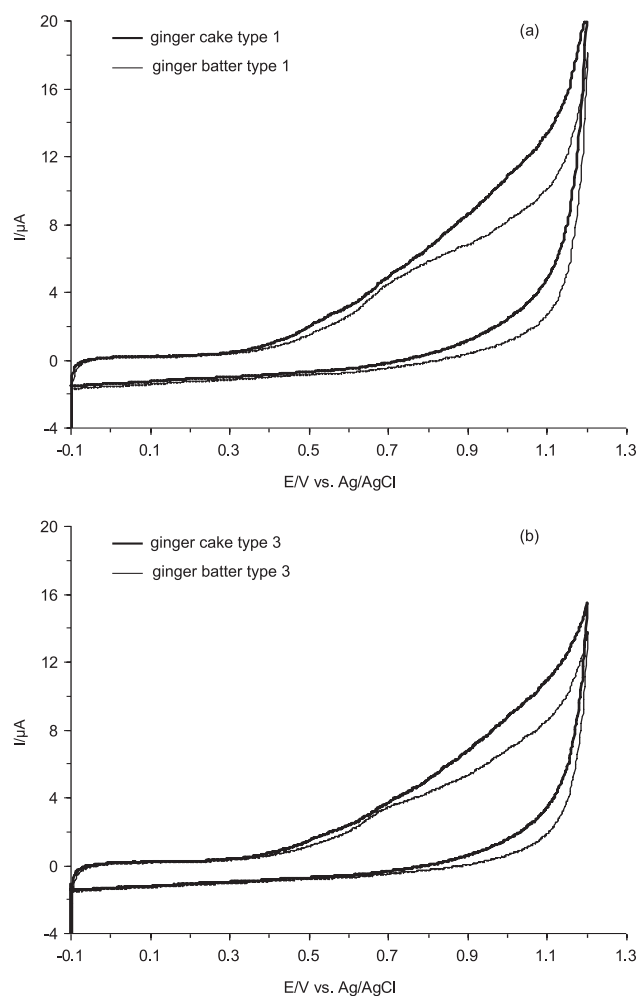 20
ginger cake type 1
(a)
ginger batter type 1
16
12
I/µA
8
4
0
-4
-0.1 0.1 0.3 0.5 0.7 0.9 1.1 1.3
E/V vs. Ag/AgCl
20
ginger cake type 3
(b)
ginger batter type 3
16
12
I/µA
8
4
0
-4
-0.1 0.1 0.3 0.5 0.7 0.9 1.1 1.3
E/V vs. Ag/AgCl